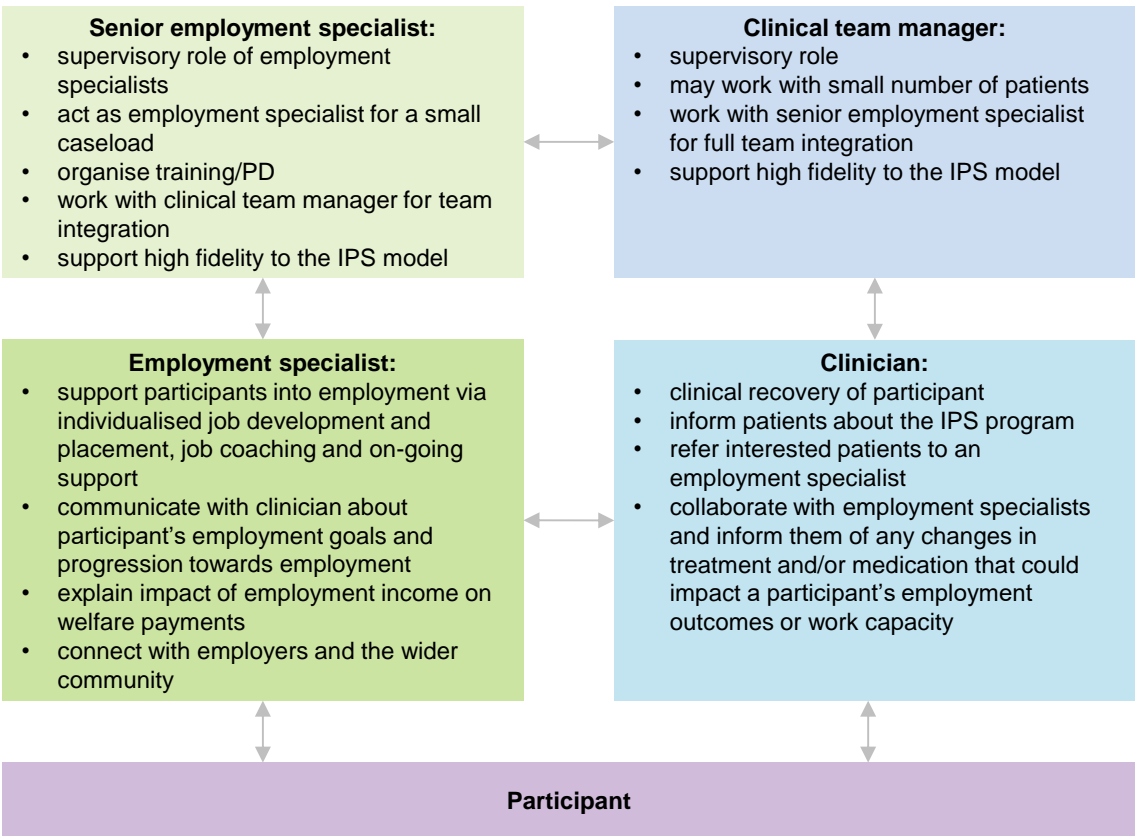 Senior employment specialist:
• supervisory role of employment
specialists
• act as employment specialist for a small
caseload
• organise training/PD
• work with clinical team manager for team
integration
• support high fidelity to the IPS model
Clinical team manager:
• supervisory role
• may work with small number of patients
• work with senior employment specialist
for full team integration
• support high fidelity to the IPS model
Employment specialist:
• support participants into employment via
individualised job development and
placement, job coaching and on-going
support
• communicate with clinician about
participant’s employment goals and
progression towards employment
• explain impact of employment income on
welfare payments
• connect with employers and the wider
community
Clinician:
• clinical recovery of participant
• inform patients about the IPS program
• refer interested patients to an
employment specialist
• collaborate with employment specialists
and inform them of any changes in
treatment and/or medication that could
impact a participant’s employment
outcomes or work capacity
Participant